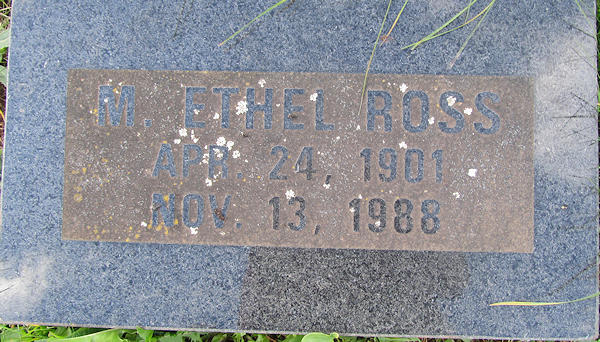 M. ETHEL ROSS
APR. 24, 1901
NOV. 13, 1988